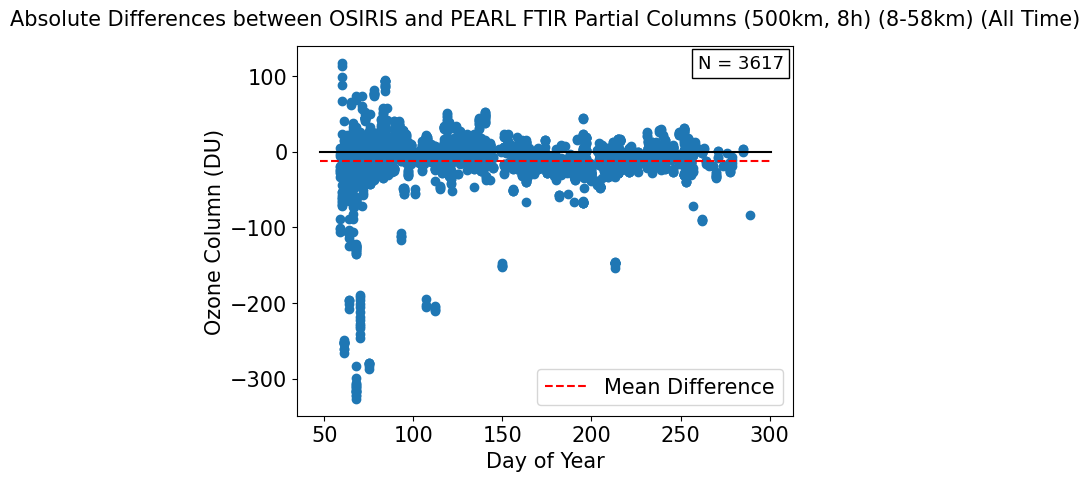 Absolute Differences between OSIRIS and PEARL FTIR Partial Columns (500km, 8h) (8-58km) (All Time)
N = 3617
100
0
−100
−200
−300
Ozone Column (DU)
Mean Difference
50 100 150 200 250 300
Day of Year